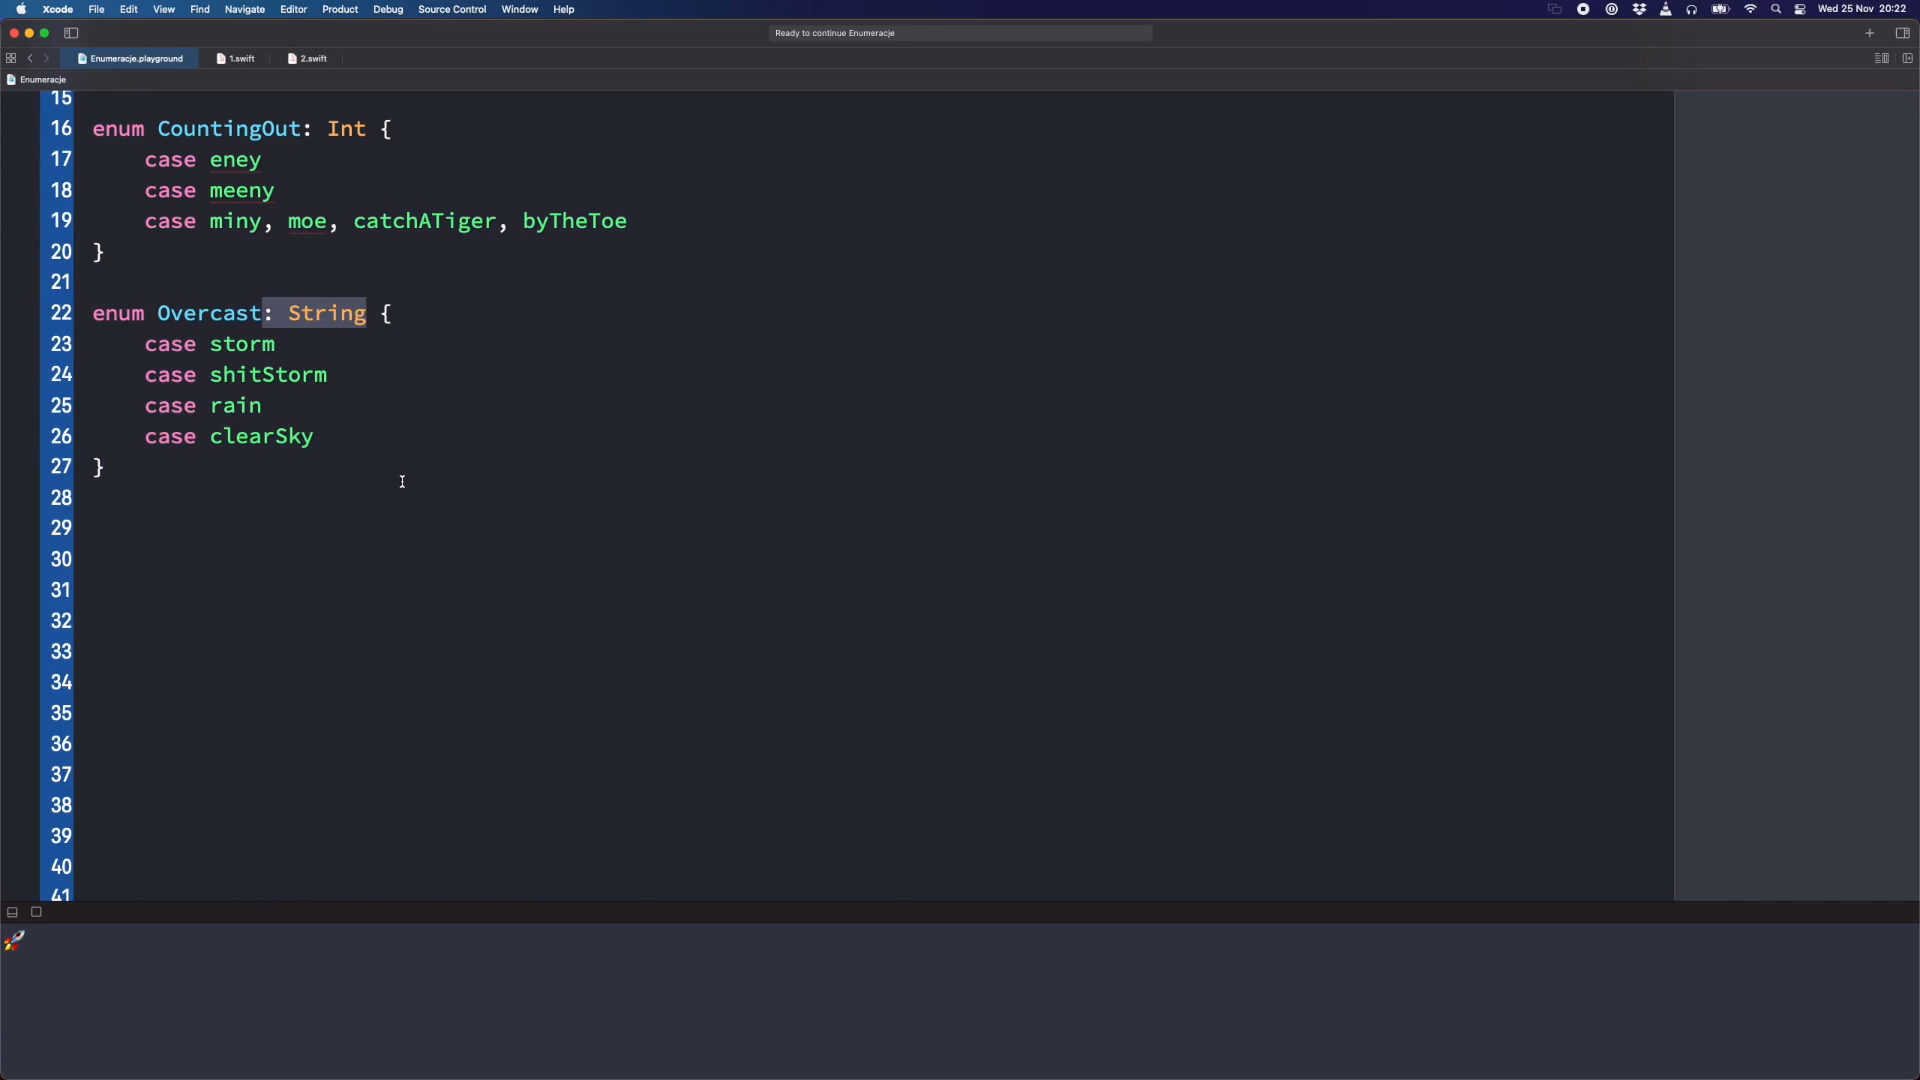 Xcode File Edit View Find Navigate Editor Product Debug Source Control Window Help Wed 25 Nov 20:22
Ready to continue Enumeracje
Enumeracje.playground 1.swift 2.swift
Enumeracje
15
16 enum CountingOut: Int {
17 case eney
18 case meeny
19 case miny, moe, catchATiger, byTheToe
20 }
21
22 enum Overcast: String {
23 case storm
24 case shitStorm
25 case rain
26 case clearSky
27 }
28
29
30
31
32
33
34
35
36
37
38
39
40
41